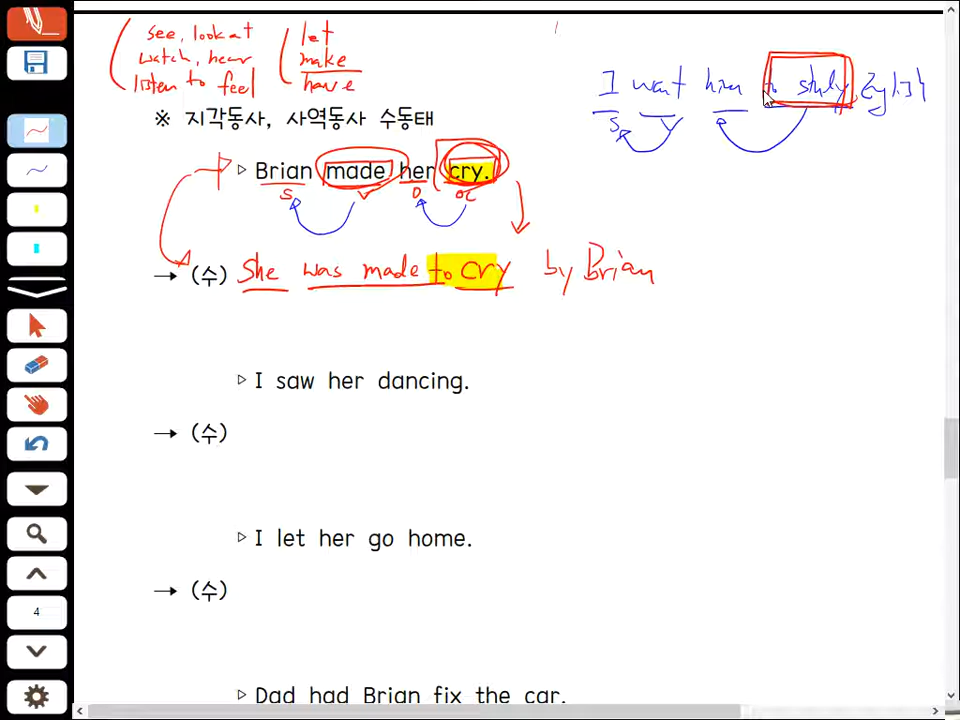 see, look at
watch, hear
listen to feel
let
make
have
I want him to study English
S V
※ 지각동사, 사역동사 수동태
▷ Brian made her cry.
S V O OC
→ (수) She was made to cry by Brian
▷ I saw her dancing.
→ (수)
▷ I let her go home.
→ (수)
▷ Dad had Brian fix the car.
4